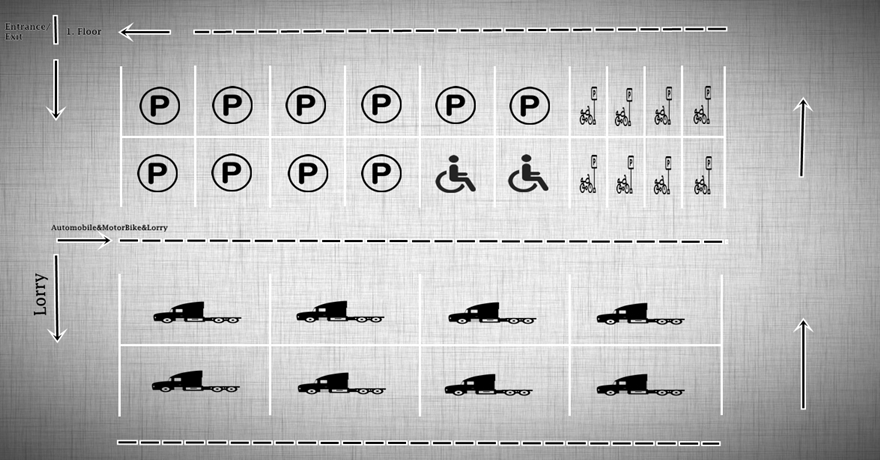 Entrance/
Exit
1. Floor
P P P P P P P P P P
P P P P P P P P
Automobile&MotorBike&Lorry
Lorry